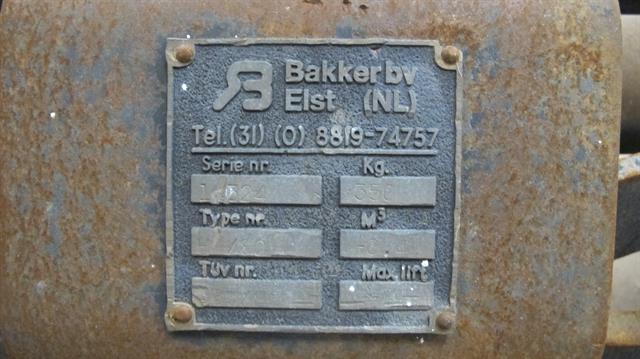 Bakker bv
Elst (NL)
Tel.(31) (0) 8819-74757
Serie nr. Kg.
350
Type nr. M³
Tüv nr. Max lift